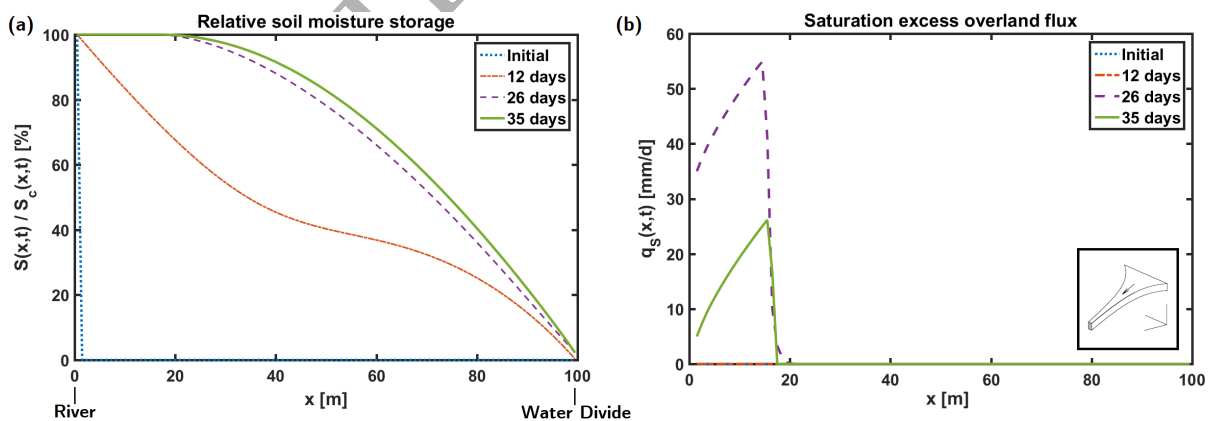 (a)
Relative soil moisture storage
100
80
60
40
20
0
S(x,t) / S_c(x,t) [%]
Initial
12 days
26 days
35 days
0
20
40
60
80
100
x [m]
River
Water Divide
(b)
Saturation excess overland flux
60
50
40
30
20
10
0
q_S(x,t) [mm/d]
Initial
12 days
26 days
35 days
0
20
40
60
80
100
x [m]